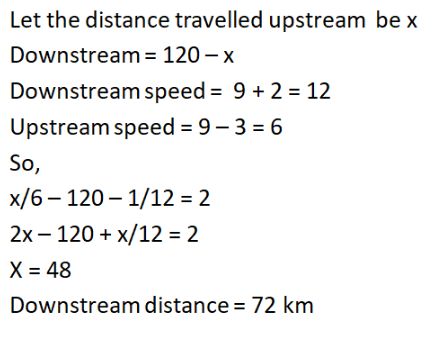 Let the distance travelled upstream be x
Downstream = 120 – x
Downstream speed = 9 + 2 = 12
Upstream speed = 9 – 3 = 6
So,
x/6 – 120 – 1/12 = 2
2x – 120 + x/12 = 2
X = 48
Downstream distance = 72 km